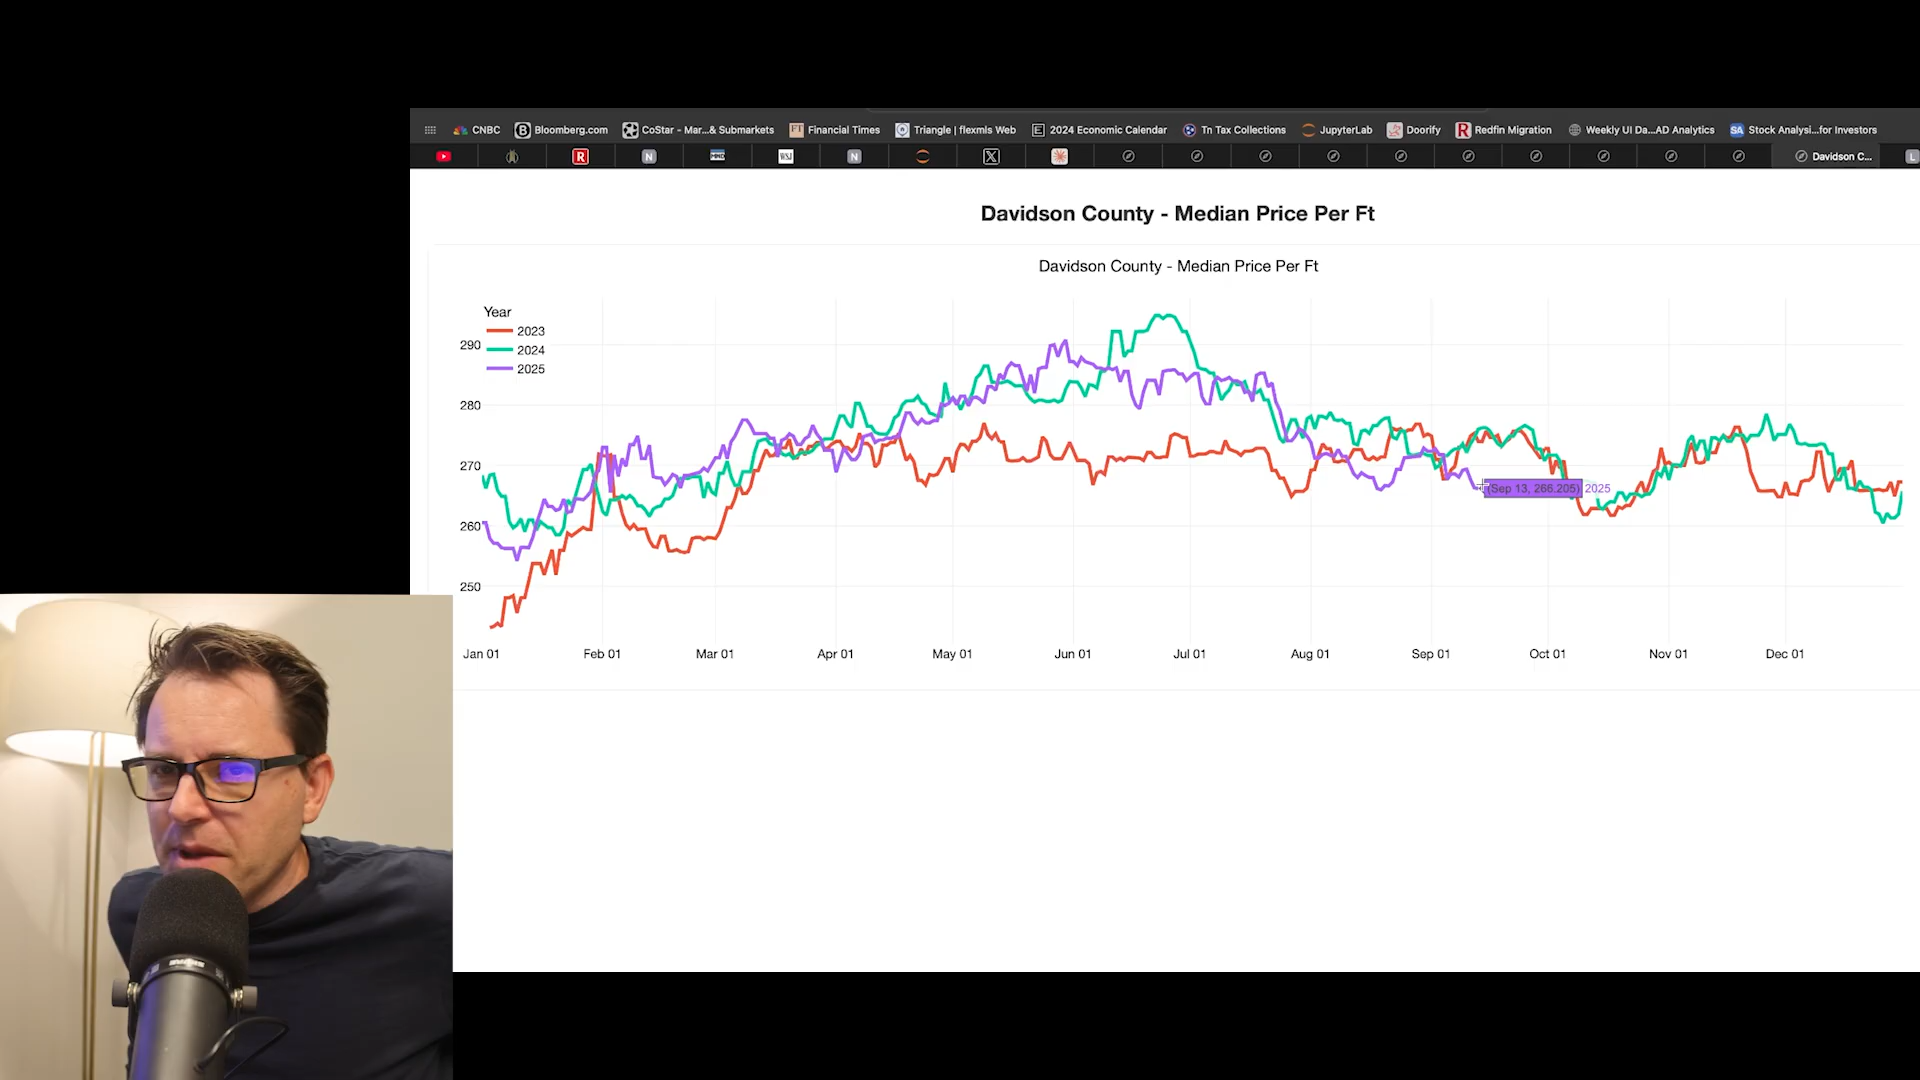 CNBC Bloomberg.com CoStar - Mar...& Submarkets Financial Times Triangle | flexmls Web 2024 Economic Calendar Tn Tax Collections JupyterLab Doorify Redfin Migration Weekly UI Da...AD Analytics Stock Analysi...for Investors
Davidson C...
Davidson County - Median Price Per Ft
Davidson County - Median Price Per Ft
Year
2023
2024
2025
290
280
270
260
250
(Sep 13, 266.205) 2025
Jan 01 Feb 01 Mar 01 Apr 01 May 01 Jun 01 Jul 01 Aug 01 Sep 01 Oct 01 Nov 01 Dec 01